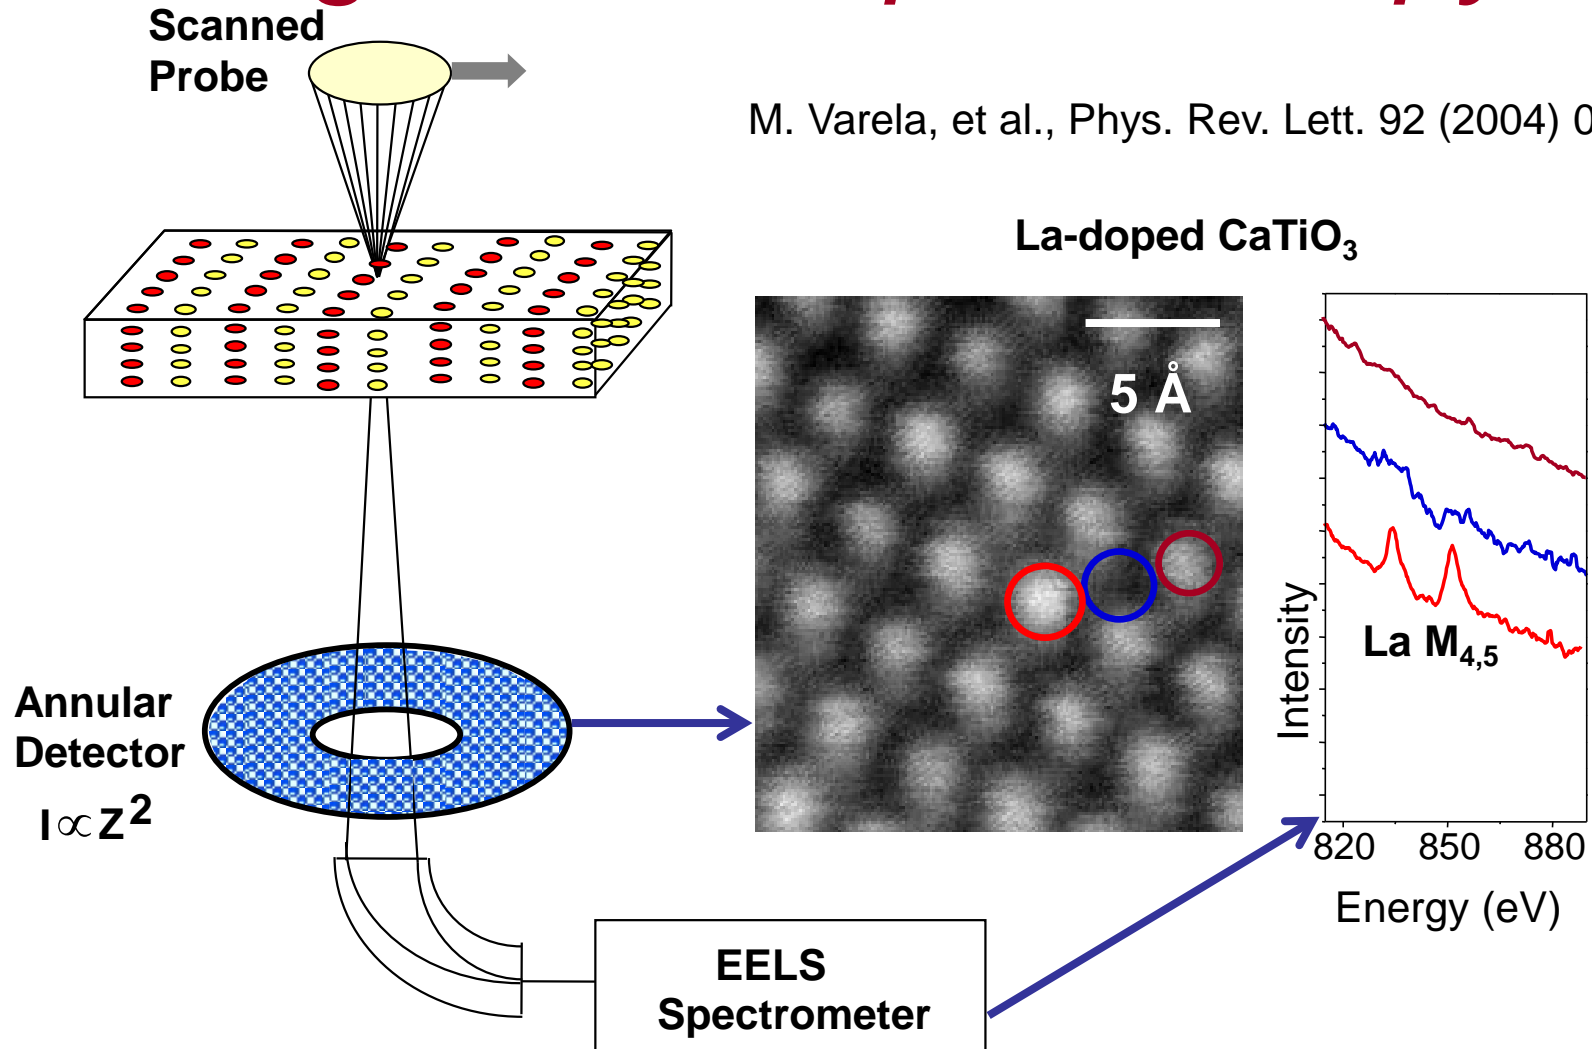 Scanned
Probe
M. Varela, et al., Phys. Rev. Lett. 92 (2004) 0
La-doped CaTiO₃
5 Å
La M₄,₅
Intensity
820 850 880
Energy (eV)
Annular
Detector
I∝Z²
EELS
Spectrometer